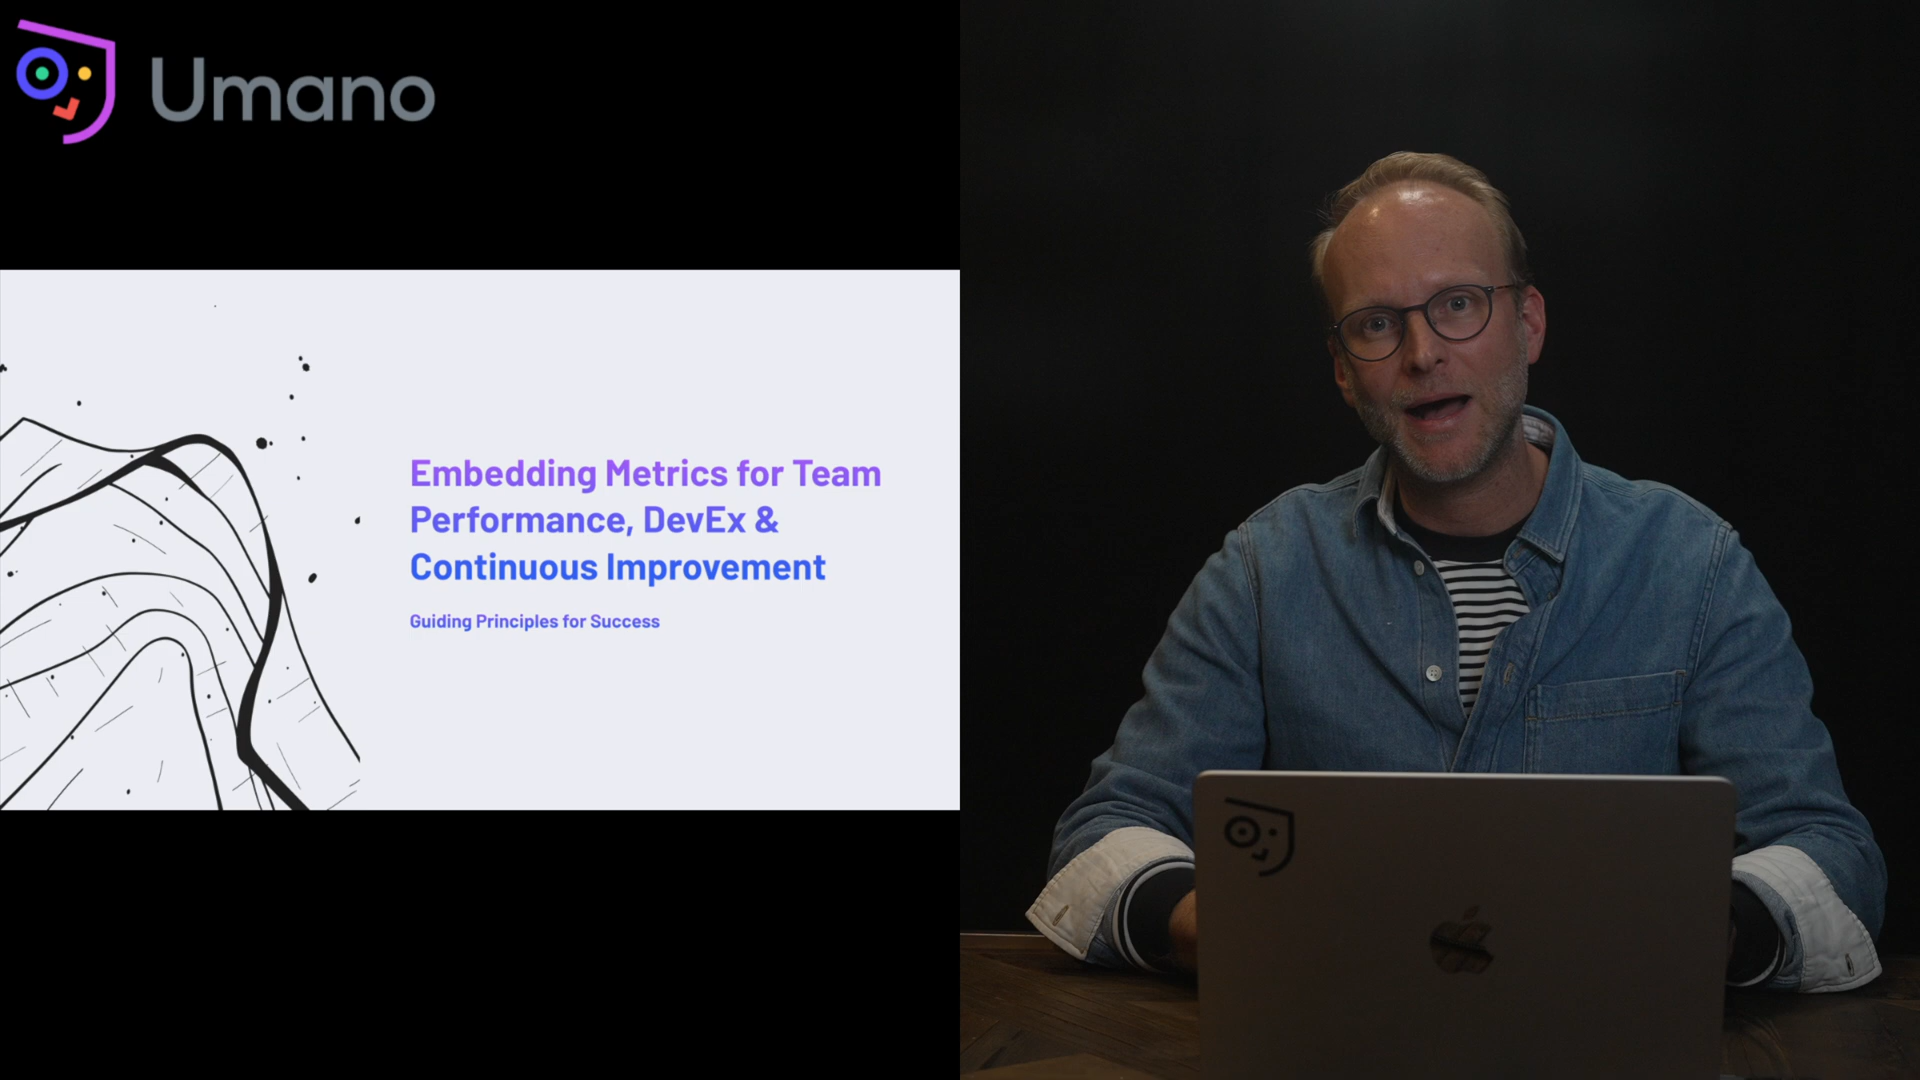 Umano
Embedding Metrics for Team
Performance, DevEx &
Continuous Improvement
Guiding Principles for Success